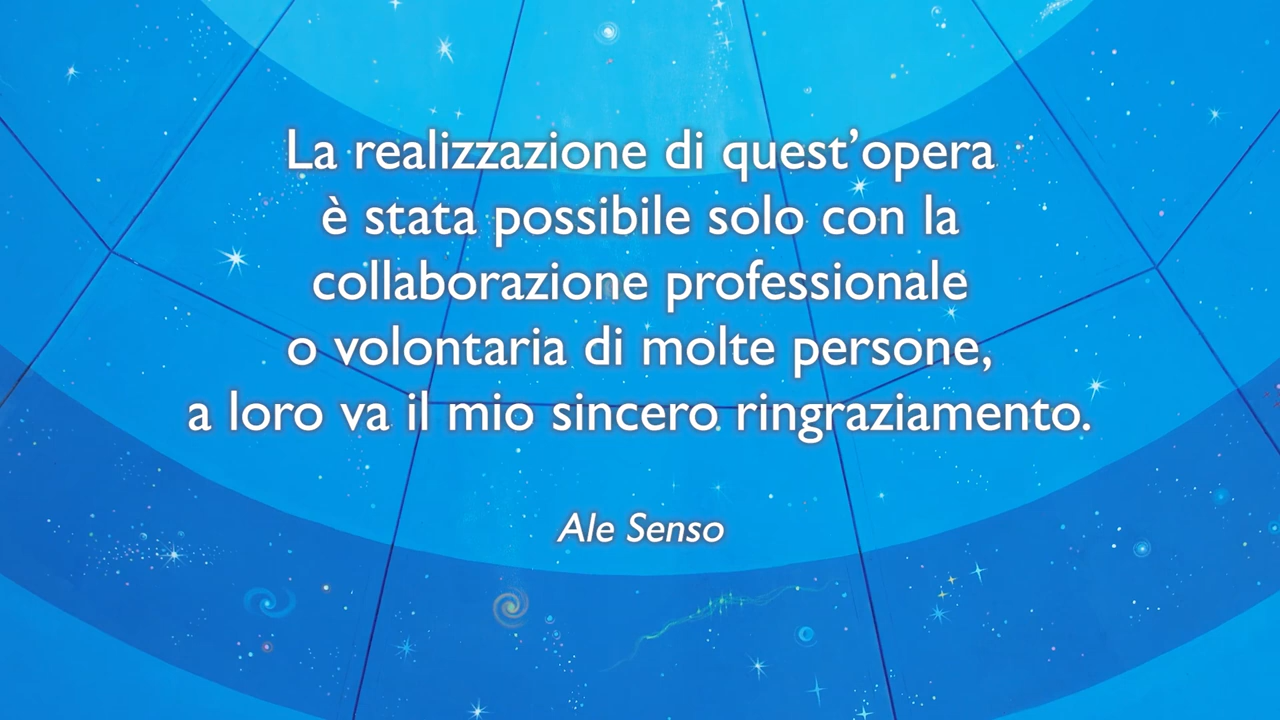 La realizzazione di quest’opera
è stata possibile solo con la
collaborazione professionale
o volontaria di molte persone,
a loro va il mio sincero ringraziamento.
Ale Senso